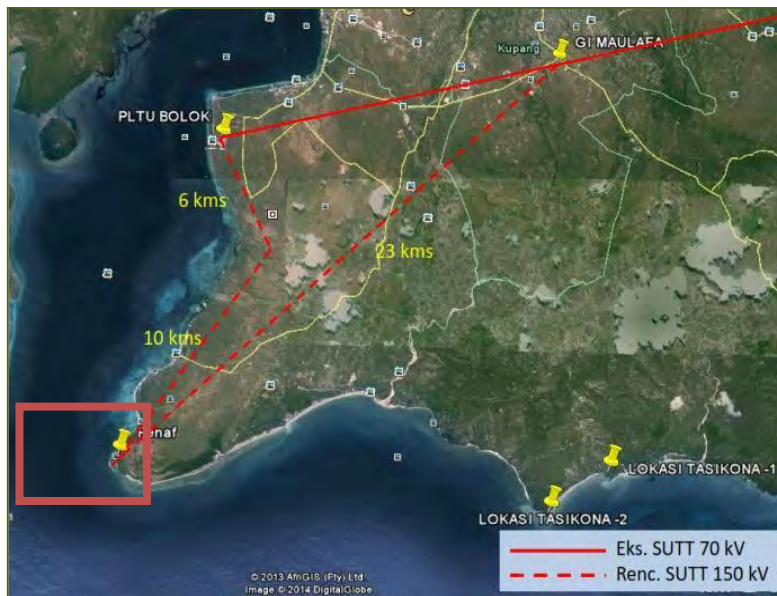 Kupang
GI MAULAFA
PLTU BOLOK
6 kms
23 kms
10 kms
Penaf
LOKASI TASIKONA -1
LOKASI TASIKONA -2
Eks. SUTT 70 kV
Renc. SUTT 150 kV
© 2013 AfriGIS (Pty) Ltd.
Image © 2014 DigitalGlobe